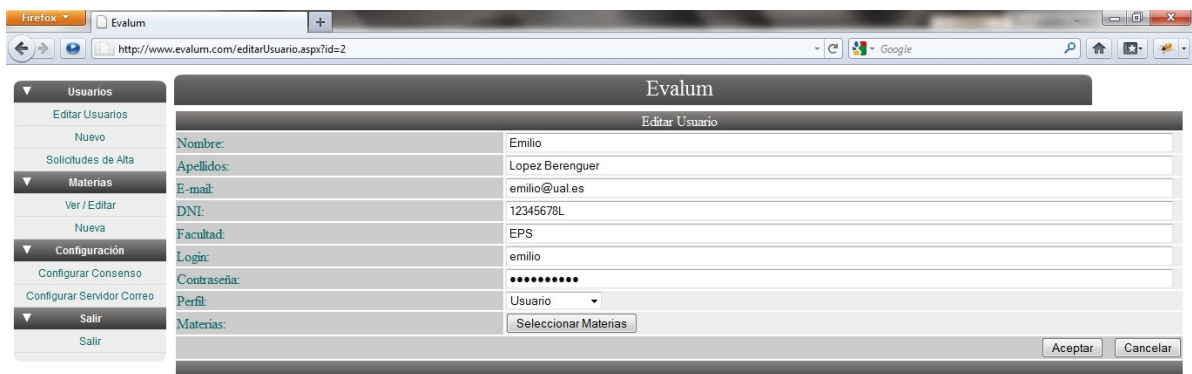 Firefox
Evalum
http://www.evalum.com/editarUsuario.aspx?id=2
Google
Usuarios
Editar Usuarios
Nuevo
Solicitudes de Alta
Materias
Ver / Editar
Nueva
Configuración
Configurar Consenso
Configurar Servidor Correo
Salir
Salir
Evalum
Editar Usuario
Nombre: Emilio
Apellidos: Lopez Berenguer
E-mail: emilio@ual.es
DNI: 12345678L
Facultad: EPS
Login: emilio
Contraseña: ●●●●●●●●●●
Perfil: Usuario
Materias: Seleccionar Materias
Aceptar Cancelar